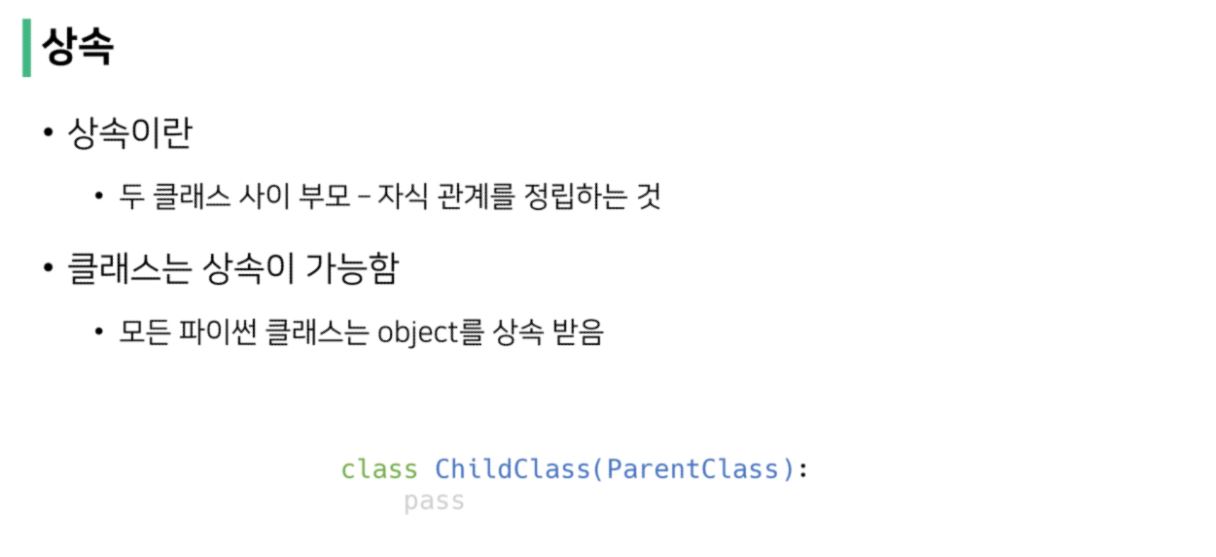 상속
• 상속이란
• 두 클래스 사이 부모 – 자식 관계를 정립하는 것
• 클래스는 상속이 가능함
• 모든 파이썬 클래스는 object를 상속 받음
class ChildClass(ParentClass):
    pass